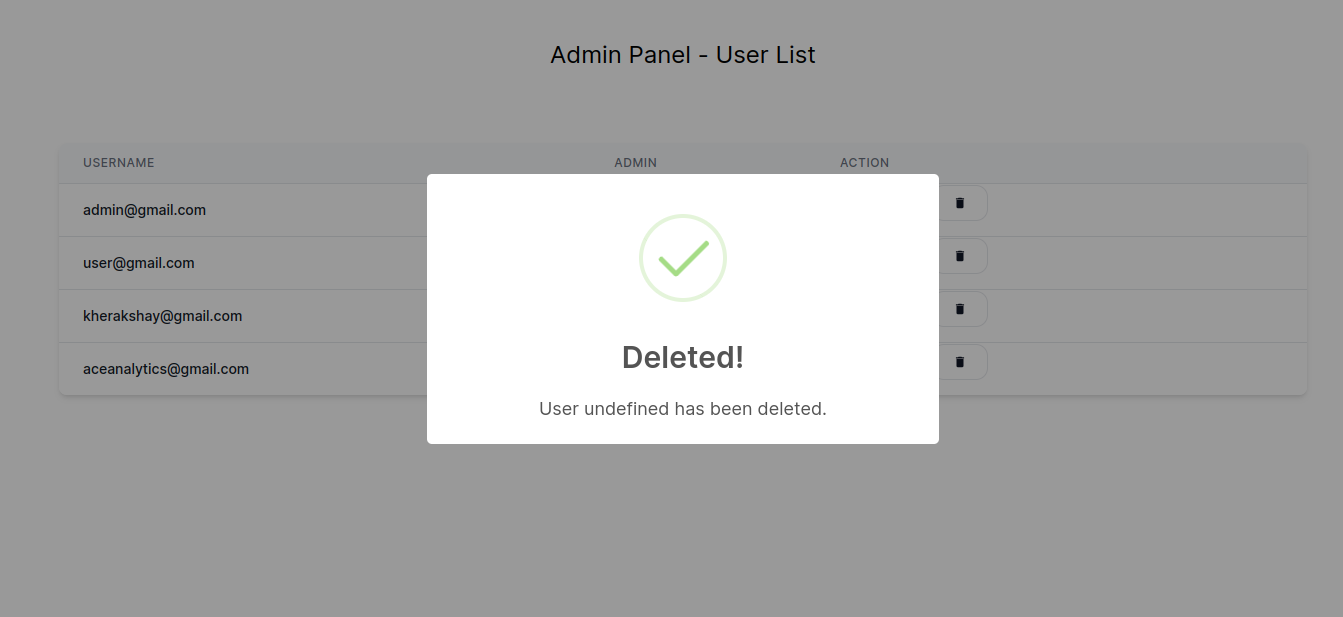 Admin Panel - User List
USERNAME ADMIN ACTION
admin@gmail.com
user@gmail.com
kherakshay@gmail.com
aceanalytics@gmail.com
Deleted!
User undefined has been deleted.